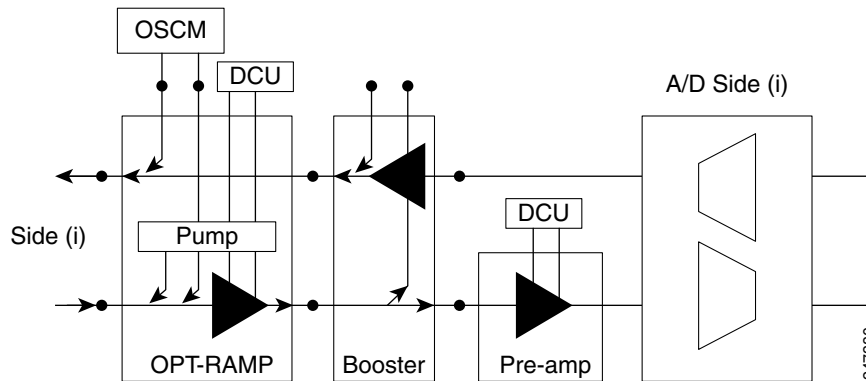 OSCM
DCU
A/D Side (i)
DCU
Side (i)
Pump
OPT-RAMP
Booster
Pre-amp